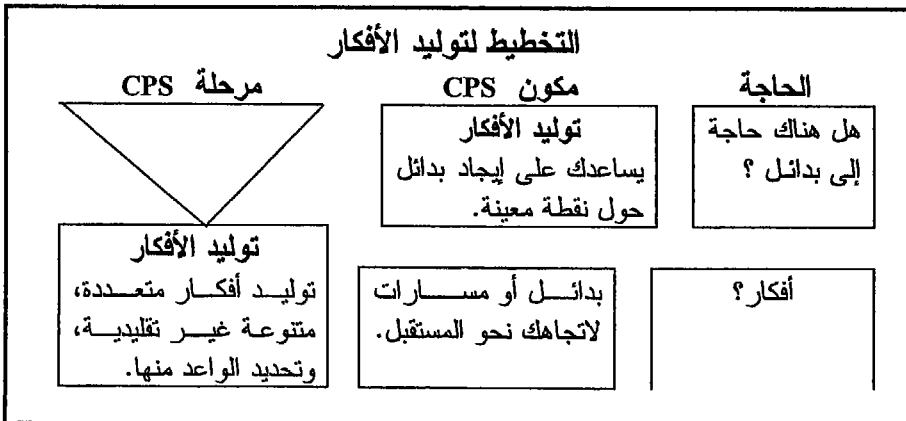 التخطيط لتوليد الأفكار
الحاجة
مكون CPS
مرحلة CPS
هل هناك حاجة
إلى بدائل ؟
توليد الأفكار
يساعدك على إيجاد بدائل
حول نقطة معينة.
أفكار؟
بدائل أو مسارات
لاتجاهك نحو المستقبل.
توليد الأفكار
توليد أفكار متعددة،
متنوعة غير تقليدية،
وتحديد الواعد منها.